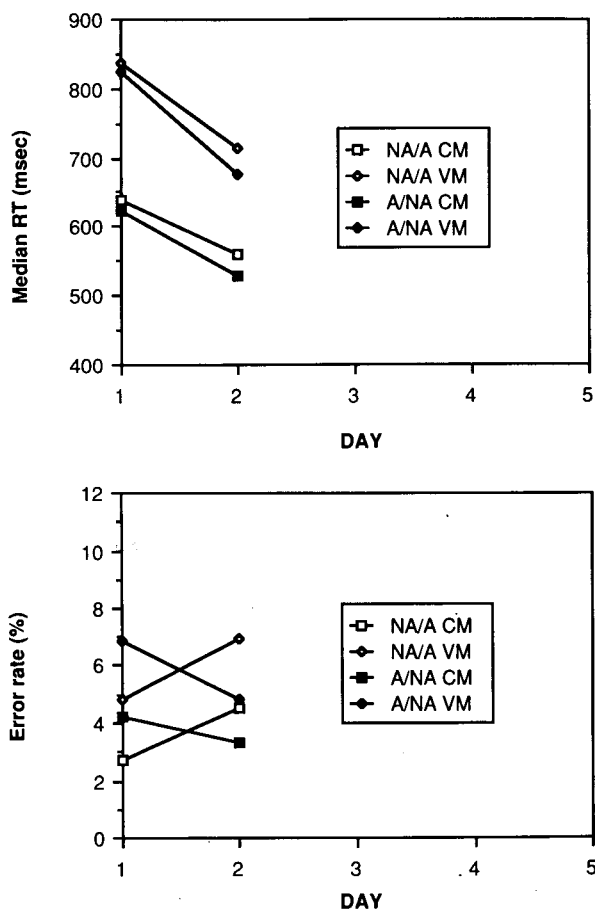 900
800
700
600
500
400
Median RT (msec)
NA/A CM
NA/A VM
A/NA CM
A/NA VM
1 2 3 4 5
DAY
12
10
8
6
4
2
0
Error rate (%)
NA/A CM
NA/A VM
A/NA CM
A/NA VM
1 2 3 4 5
DAY